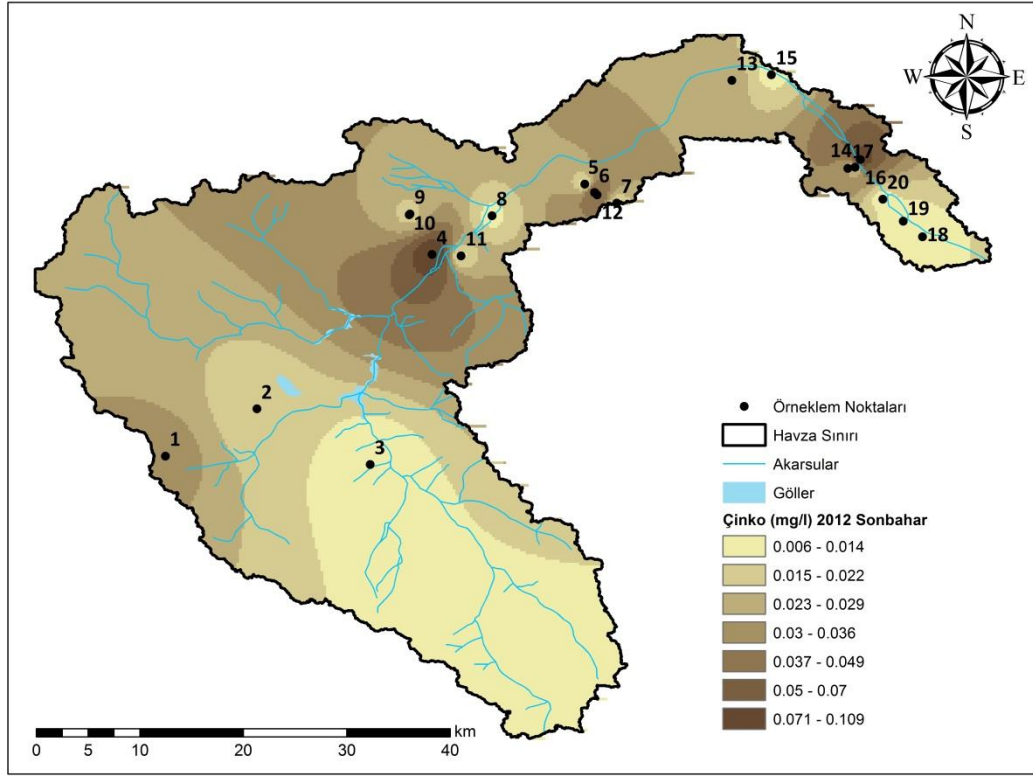 N
W E
S
13
15
14
17
16
20
19
18
5
6
7
12
9
10
8
4
11
2
1
3
Örneklem Noktaları
Havza Sınırı
Akarsular
Göller
Çinko (mg/l) 2012 Sonbahar
0.006 - 0.014
0.015 - 0.022
0.023 - 0.029
0.03 - 0.036
0.037 - 0.049
0.05 - 0.07
0.071 - 0.109
km
0 5 10 20 30 40